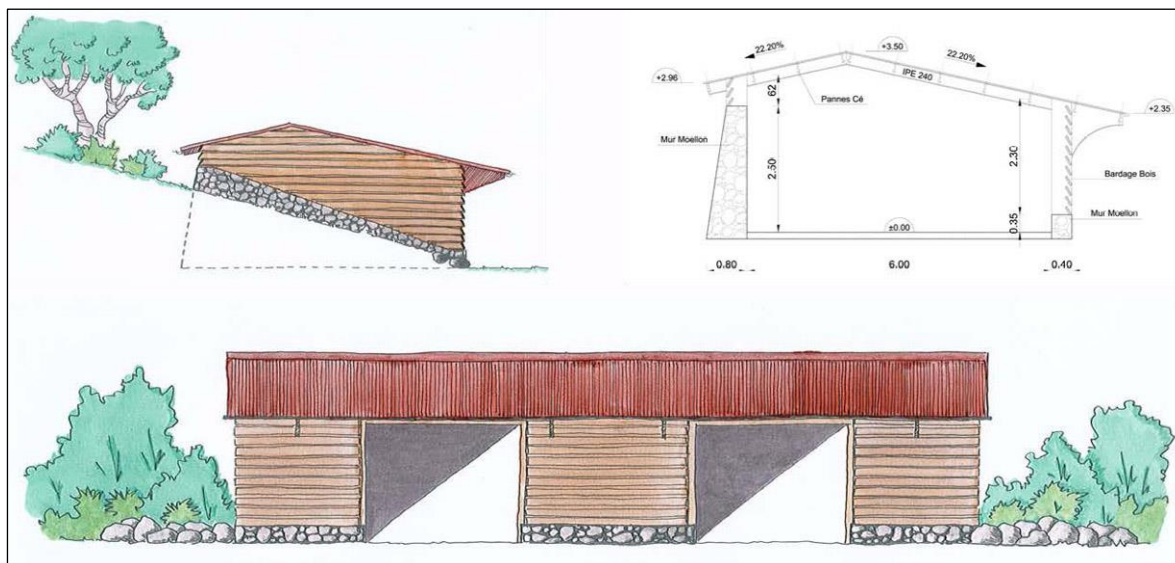 22.20%
+3.50
22.20%
+2.96
IPE 240
62
Pannes Cé
+2.35
Mur Moellon
2.50
2.30
Bardage Bois
Mur Moellon
±0.00
0.35
0.80
6.00
0.40